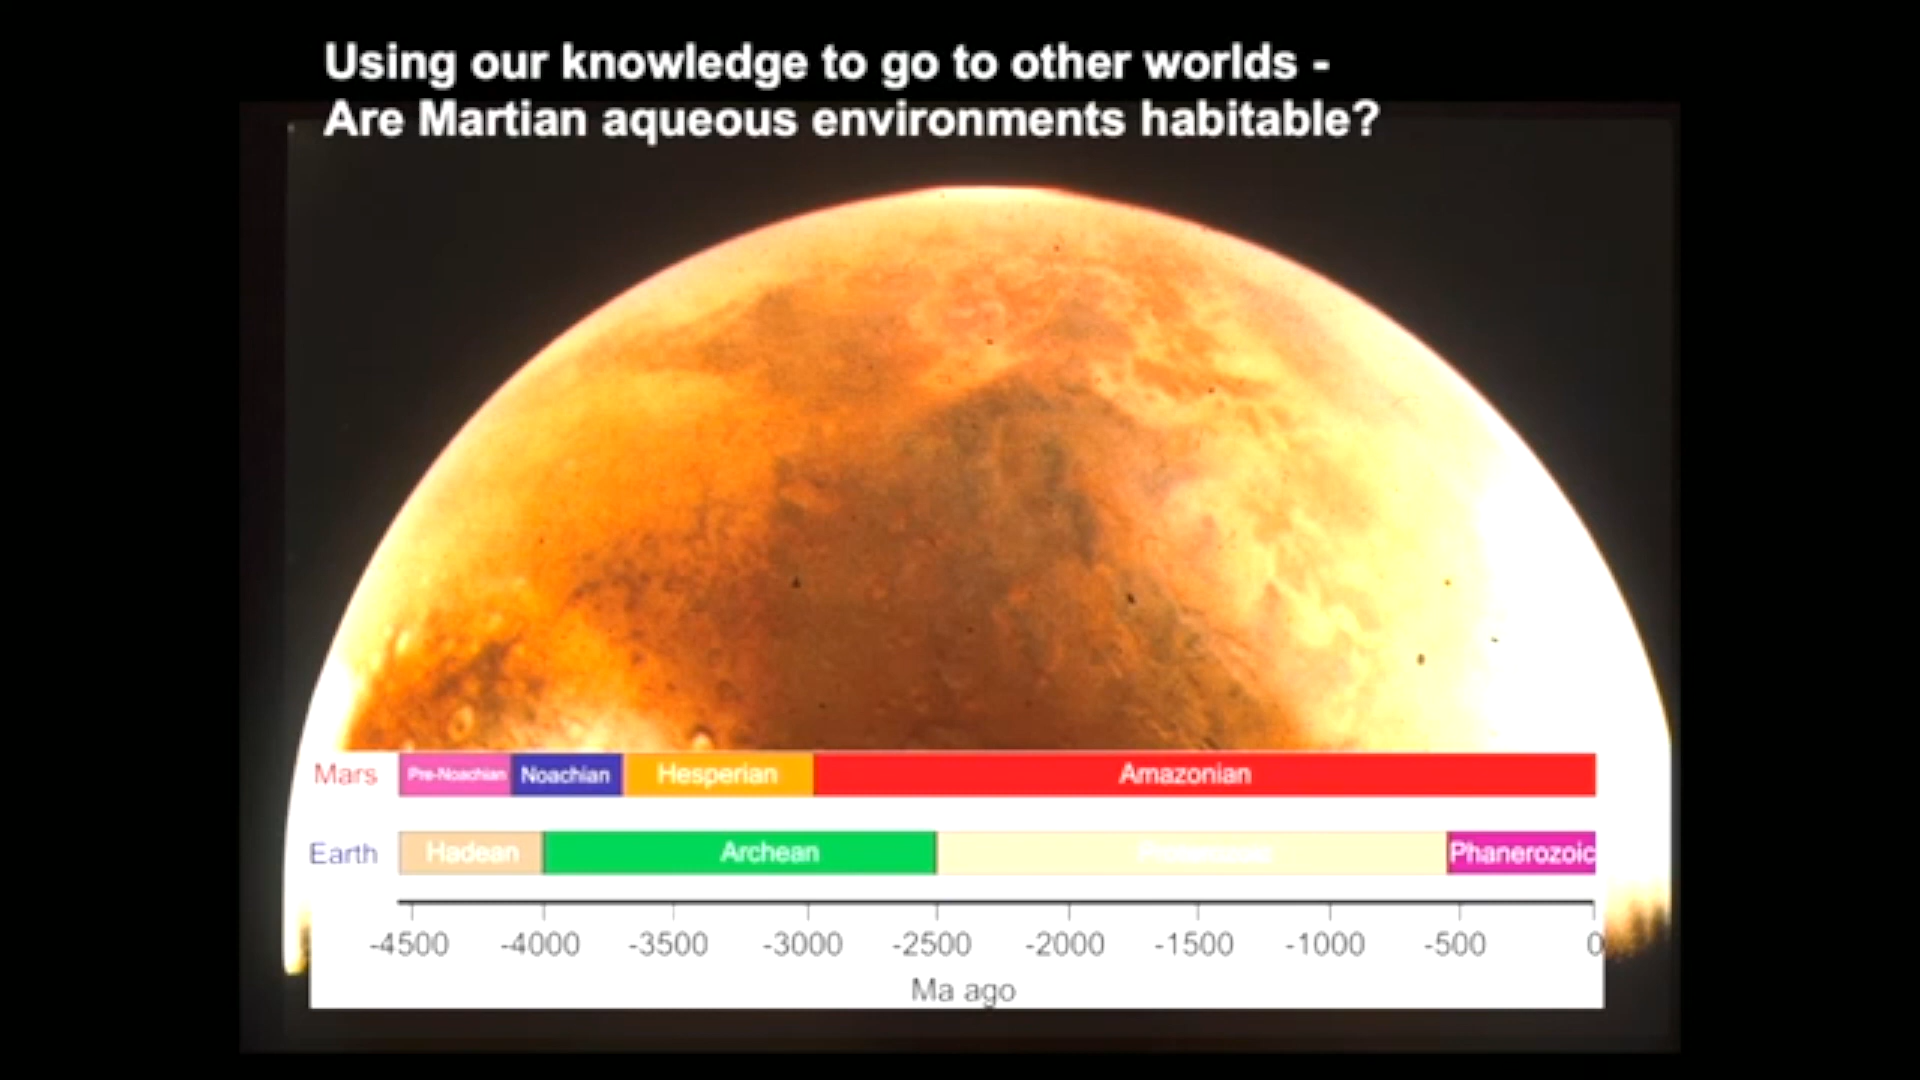 Using our knowledge to go to other worlds -
Are Martian aqueous environments habitable?
Mars Pre-Noachian Noachian Hesperian Amazonian
Earth Hadean Archean Phanerozoic
-4500 -4000 -3500 -3000 -2500 -2000 -1500 -1000 -500 0
Ma ago